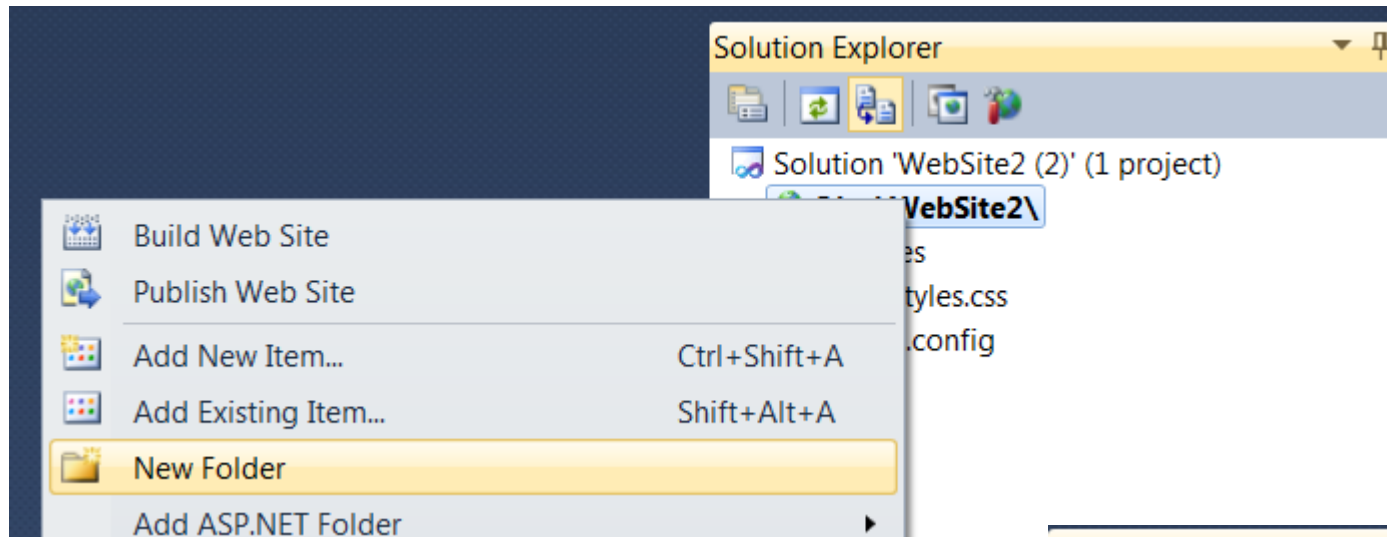 Solution Explorer
Solution 'WebSite2 (2)' (1 project)
WebSite2\
Build Web Site
es
Publish Web Site
tyles.css
Add New Item... Ctrl+Shift+A
.config
Add Existing Item... Shift+Alt+A
New Folder
Add ASP.NET Folder